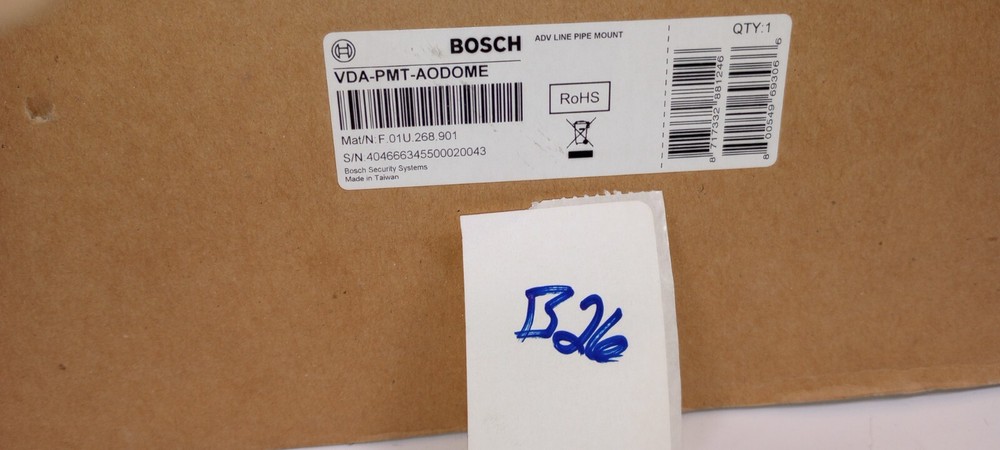 BOSCH
ADV LINE PIPE MOUNT
QTY:1
VDA-PMT-AODOME
RoHS
Mat/N:F.01U.268.901
S/N:404666345500020043
Bosch Security Systems
Made in Taiwan
8 717332 881246
8 00549 69306 6
B26